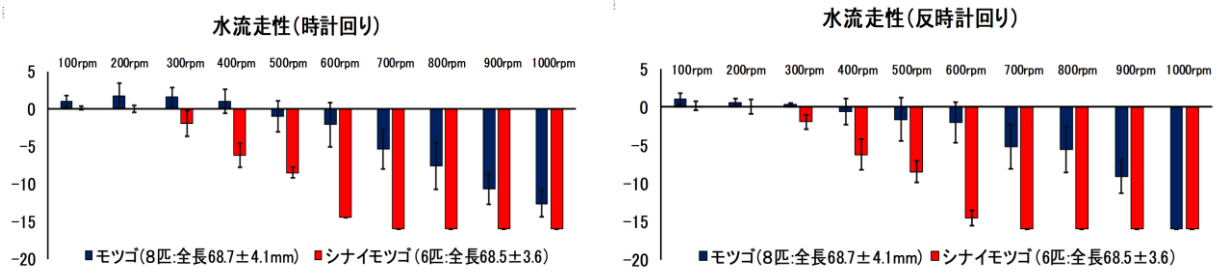 水流走性(時計回り)
100rpm 200rpm 300rpm 400rpm 500rpm 600rpm 700rpm 800rpm 900rpm 1000rpm
5
0
-5
-10
-15
-20
モツゴ(8匹:全長68.7±4.1mm) シナイモツゴ(6匹:全長68.5±3.6)
水流走性(反時計回り)
100rpm 200rpm 300rpm 400rpm 500rpm 600rpm 700rpm 800rpm 900rpm 1000rpm
5
0
-5
-10
-15
-20
モツゴ(8匹:全長68.7±4.1mm) シナイモツゴ(6匹:全長68.5±3.6)